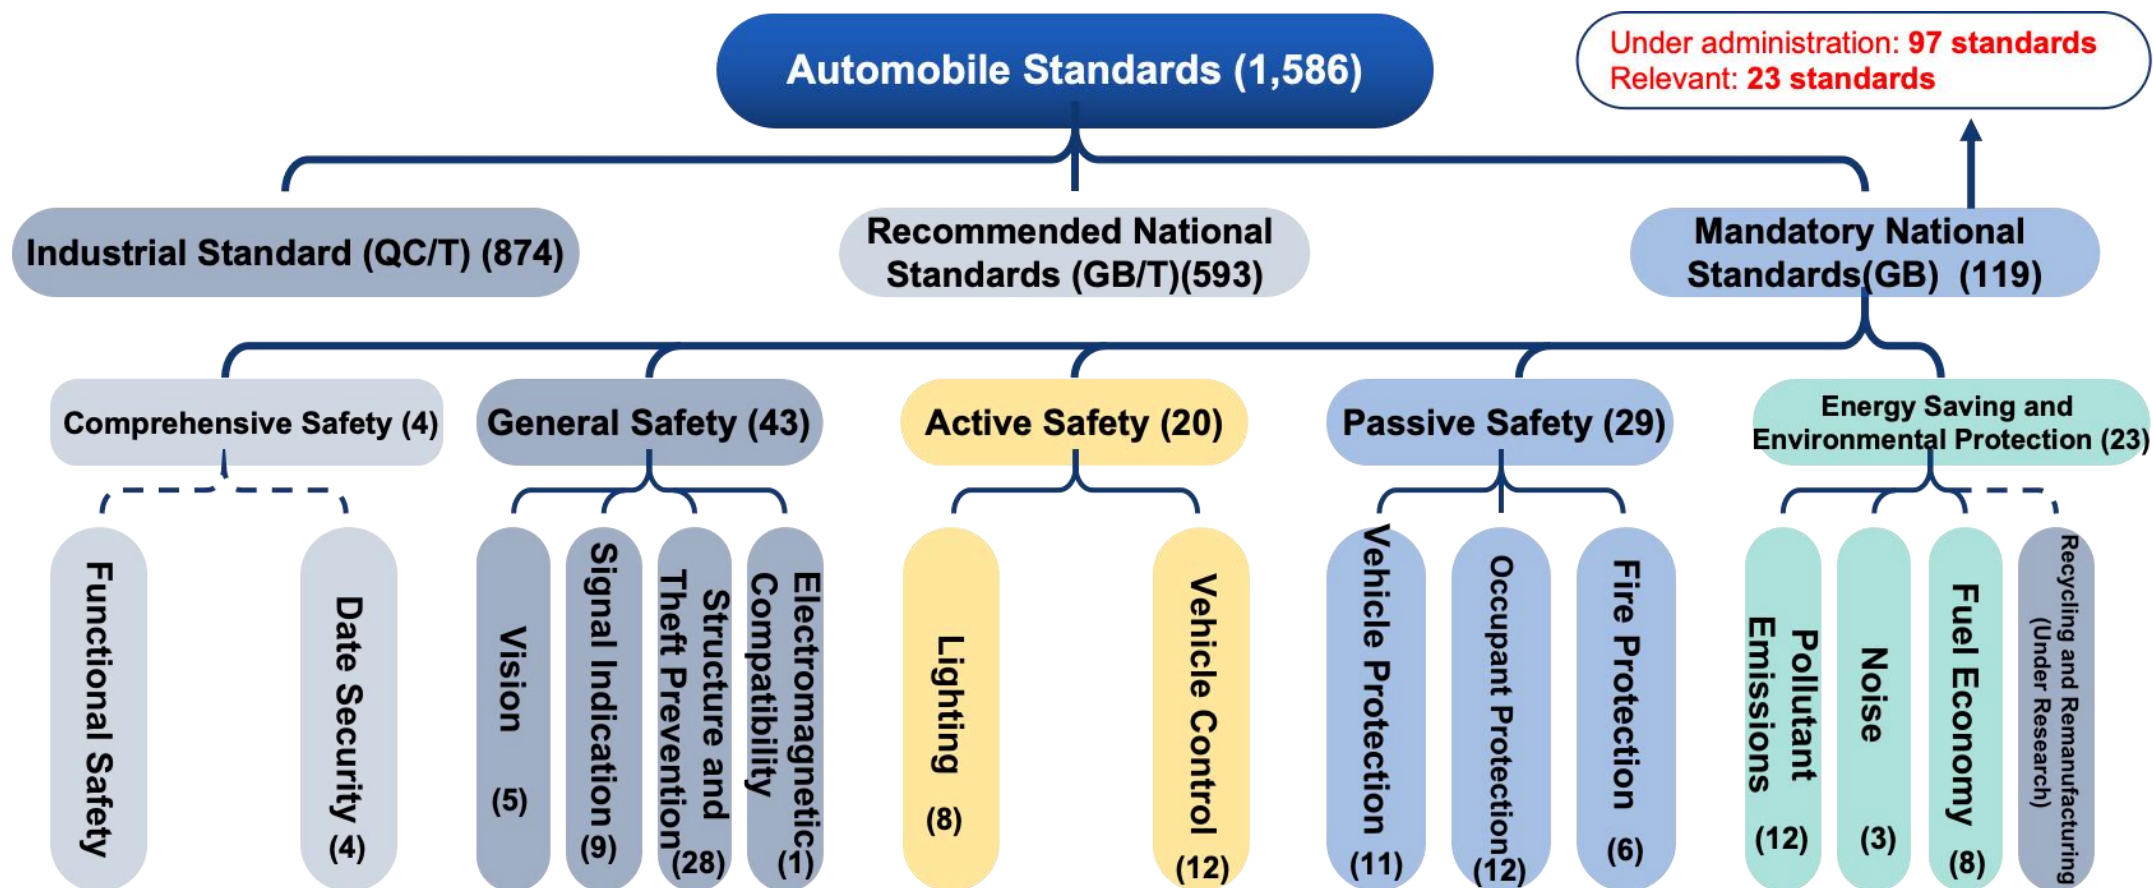 Automobile Standards (1,586)
Under administration: 97 standards
Relevant: 23 standards
Industrial Standard (QC/T) (874)
Recommended National
Standards (GB/T)(593)
Mandatory National
Standards(GB) (119)
Comprehensive Safety (4)
General Safety (43)
Active Safety (20)
Passive Safety (29)
Energy Saving and
Environmental Protection (23)
Functional Safety
Date Security (4)
Vision (5)
Signal Indication (9)
Structure and
Theft Prevention (28)
Electromagnetic
Compatibility (1)
Lighting (8)
Vehicle Control (12)
Vehicle Protection (11)
Occupant Protection (12)
Fire Protection (6)
Pollutant
Emissions (12)
Noise (3)
Fuel Economy (8)
Recycling and Remanufacturing
(Under Research)